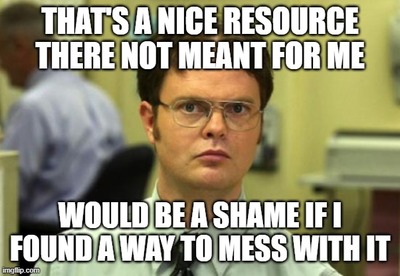 THAT'S A NICE RESOURCE
THERE NOT MEANT FOR ME
WOULD BE A SHAME IF I
FOUND A WAY TO MESS WITH IT
imgflip.com